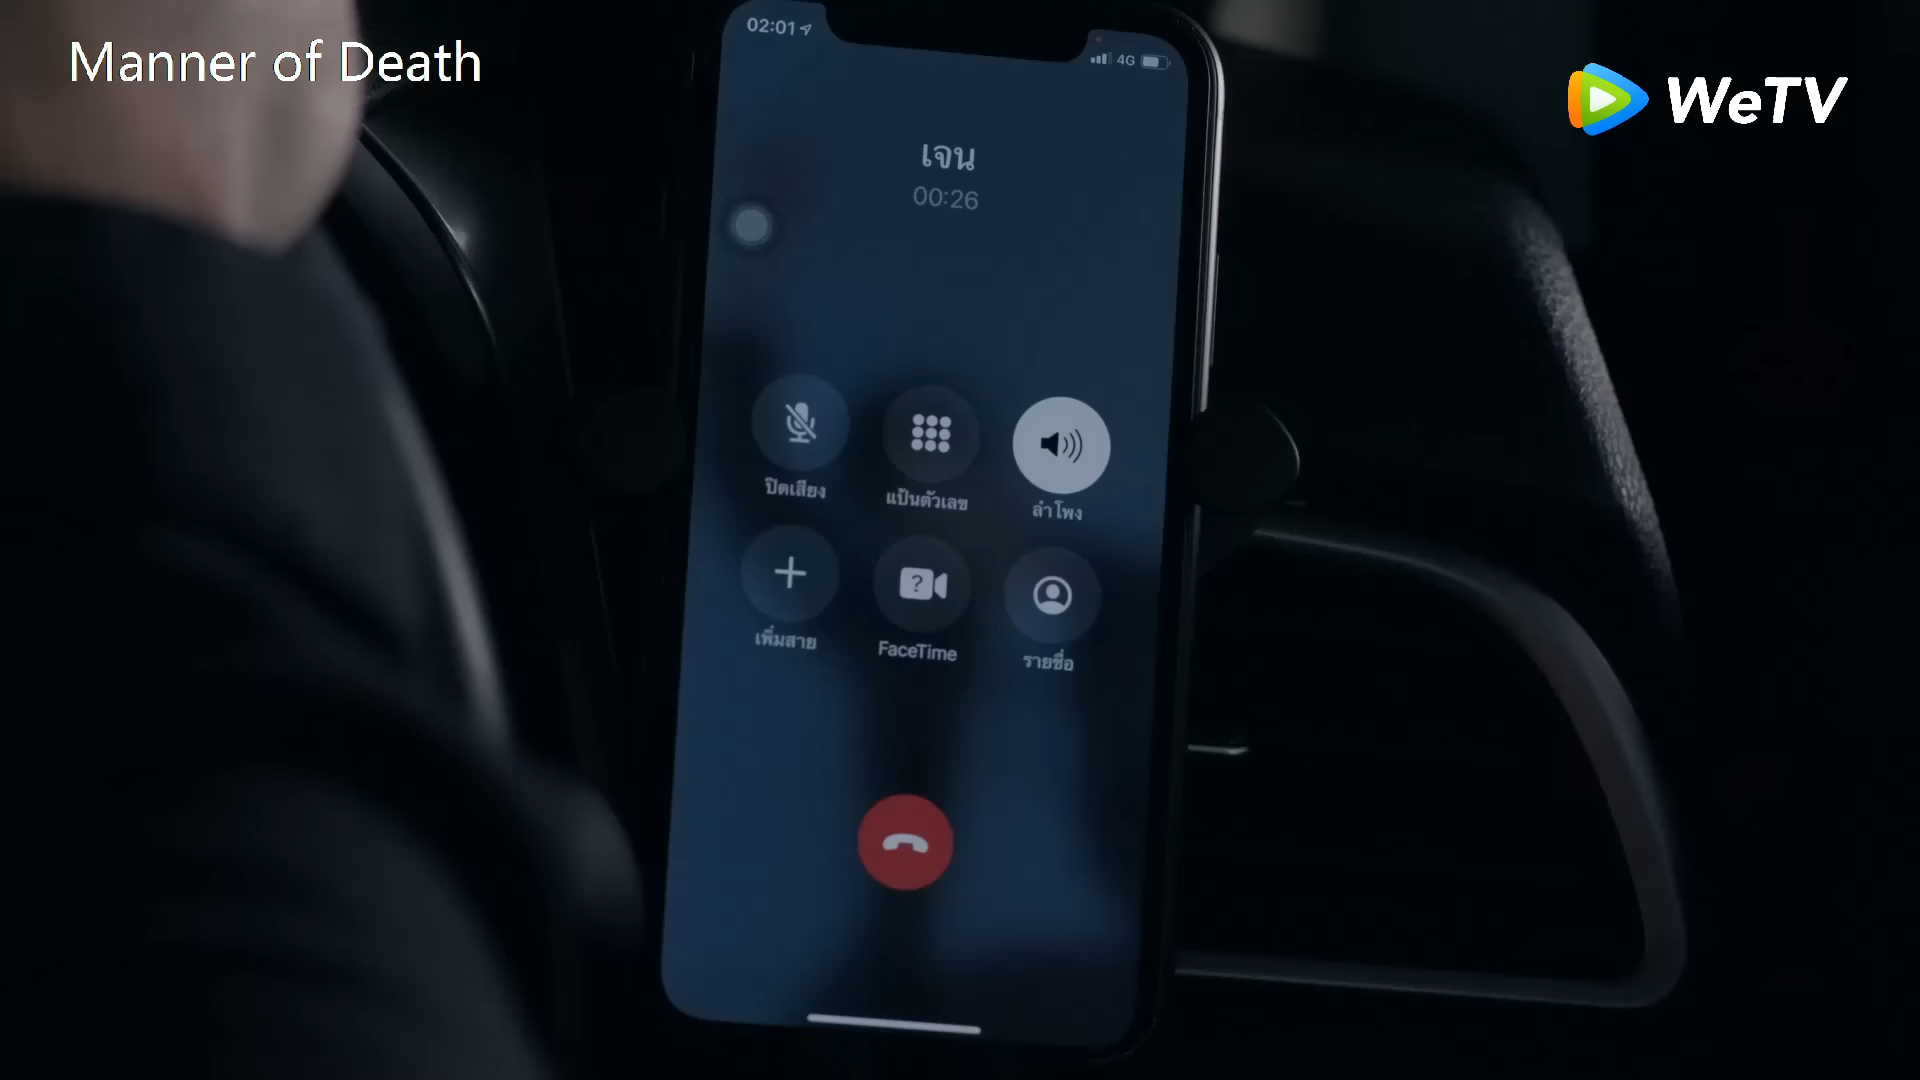 Manner of Death
WeTV
02:01
4G
เจน
00:26
ปิดเสียง
แป้นตัวเลข
ลำโพง
เพิ่มสาย
FaceTime
รายชื่อ